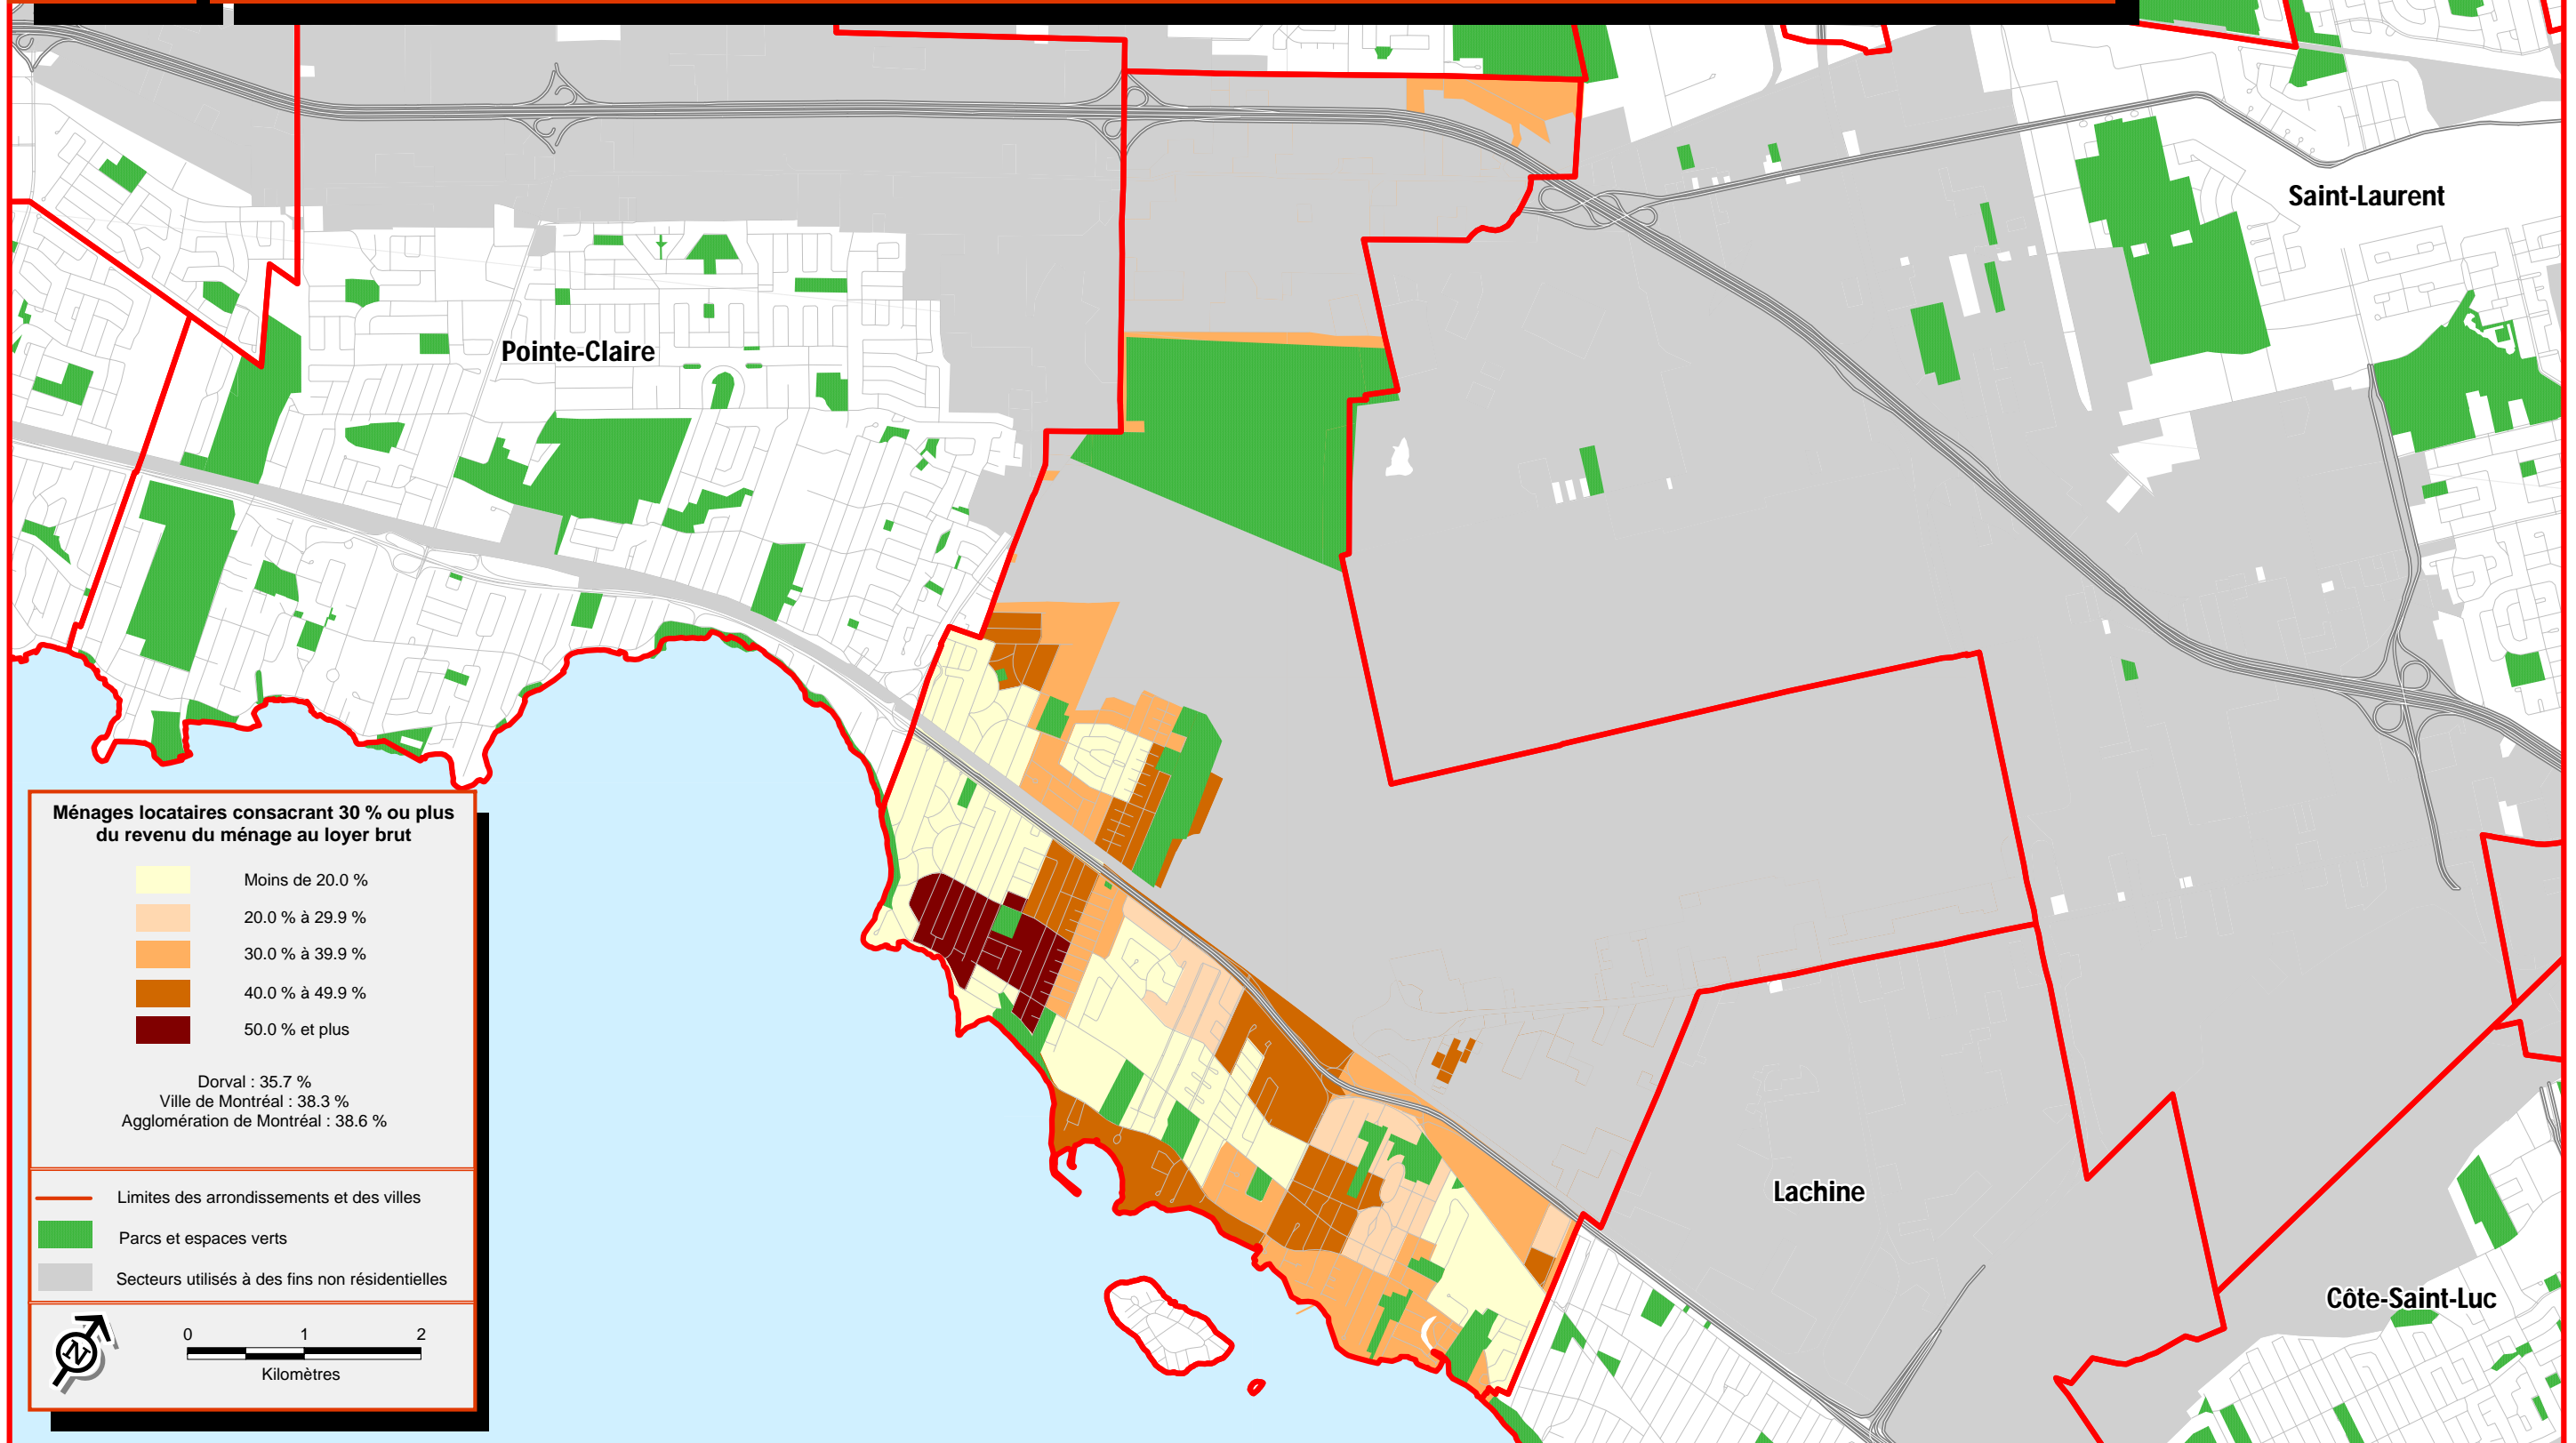 Saint-Laurent
Pointe-Claire
Lachine
Côte-Saint-Luc
Ménages locataires consacrant 30 % ou plus
du revenu du ménage au loyer brut
Moins de 20.0 %
20.0 % à 29.9 %
30.0 % à 39.9 %
40.0 % à 49.9 %
50.0 % et plus
Dorval : 35.7 %
Ville de Montréal : 38.3 %
Agglomération de Montréal : 38.6 %
Limites des arrondissements et des villes
Parcs et espaces verts
Secteurs utilisés à des fins non résidentielles
N
0 1 2
Kilomètres